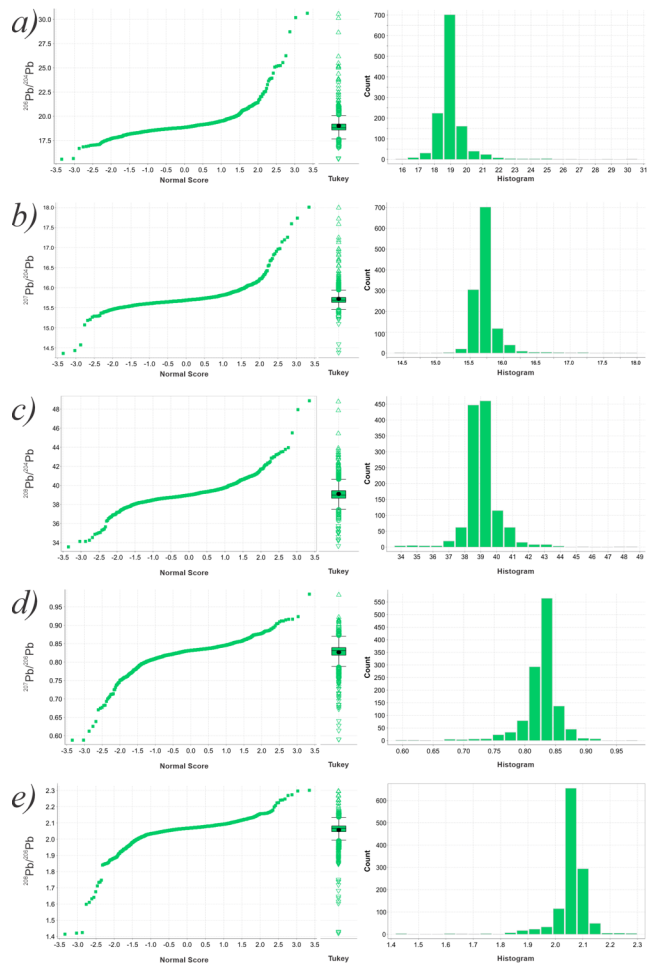 a)
²⁰⁶Pb/²⁰⁴Pb
30.0
27.5
25.0
22.5
20.0
17.5
-3.5 -3.0 -2.5 -2.0 -1.5 -1.0 -0.5 0.0 0.5 1.0 1.5 2.0 2.5 3.0 3.5
Normal Score
Tukey
Count
700
600
500
400
300
200
100
0
16 17 18 19 20 21 22 23 24 25 26 27 28 29 30 31
Histogram
b)
²⁰⁷Pb/²⁰⁴Pb
18.0
17.5
17.0
16.5
16.0
15.5
15.0
14.5
-3.5 -3.0 -2.5 -2.0 -1.5 -1.0 -0.5 0.0 0.5 1.0 1.5 2.0 2.5 3.0 3.5
Normal Score
Tukey
Count
700
600
500
400
300
200
100
0
14.5 15.0 15.5 16.0 16.5 17.0 17.5 18.0
Histogram
c)
²⁰⁸Pb/²⁰⁴Pb
48
46
44
42
40
38
36
34
-3.5 -3.0 -2.5 -2.0 -1.5 -1.0 -0.5 0.0 0.5 1.0 1.5 2.0 2.5 3.0 3.5
Normal Score
Tukey
Count
450
400
350
300
250
200
150
100
50
0
34 35 36 37 38 39 40 41 42 43 44 45 46 47 48 49
Histogram
d)
²⁰⁷Pb/²⁰⁶Pb
0.95
0.90
0.85
0.80
0.75
0.70
0.65
0.60
-3.5 -3.0 -2.5 -2.0 -1.5 -1.0 -0.5 0.0 0.5 1.0 1.5 2.0 2.5 3.0 3.5
Normal Score
Tukey
Count
550
500
450
400
350
300
250
200
150
100
50
0
0.60 0.65 0.70 0.75 0.80 0.85 0.90 0.95
Histogram
e)
²⁰⁸Pb/²⁰⁶Pb
2.3
2.2
2.1
2.0
1.9
1.8
1.7
1.6
1.5
1.4
-3.5 -3.0 -2.5 -2.0 -1.5 -1.0 -0.5 0.0 0.5 1.0 1.5 2.0 2.5 3.0 3.5
Normal Score
Tukey
Count
600
500
400
300
200
100
0
1.4 1.5 1.6 1.7 1.8 1.9 2.0 2.1 2.2 2.3
Histogram